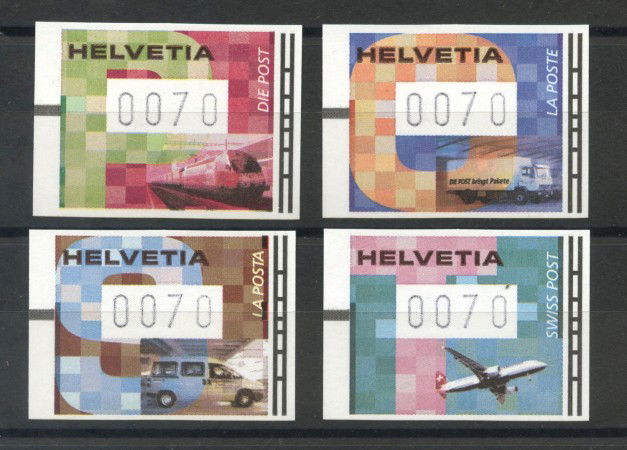 HELVETIA
0070
DIE POST
HELVETIA
0070
LA POSTE
DIE POST bringt Pakete
HELVETIA
0070
LA POSTA
HELVETIA
0070
SWISS POST